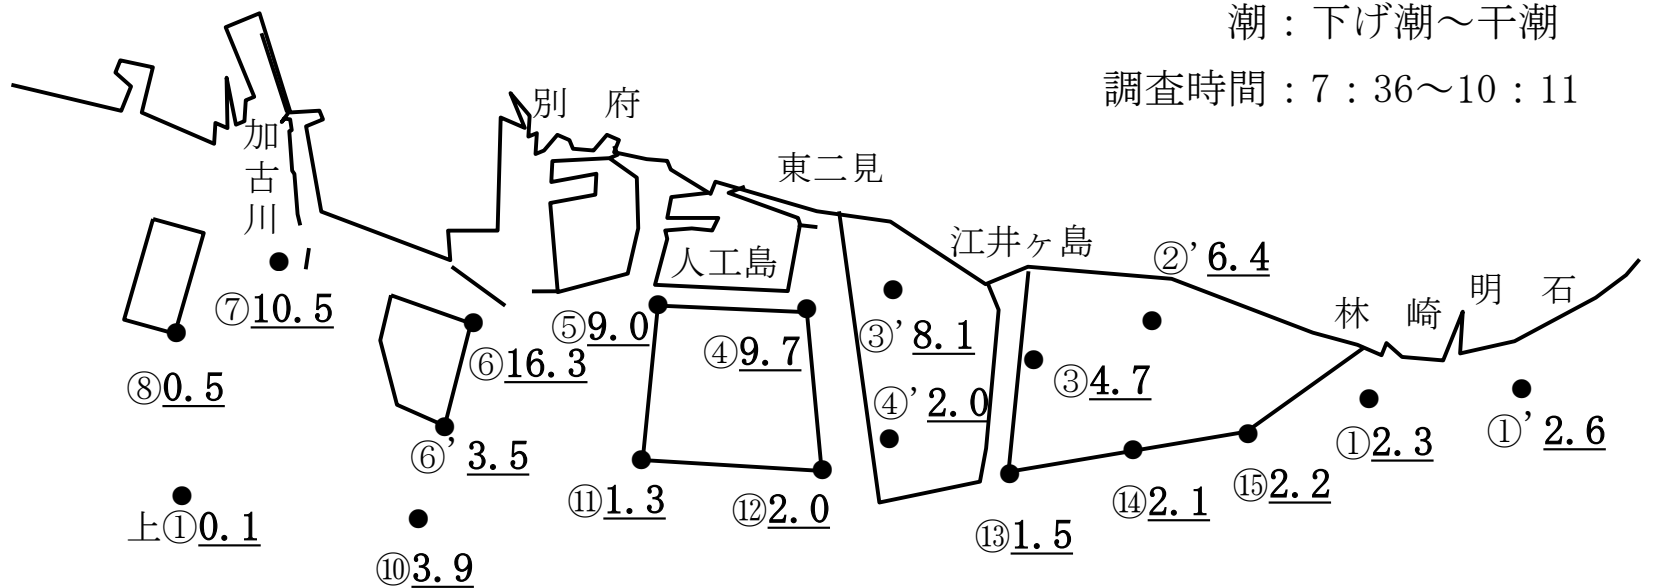 潮：下げ潮～干潮
調査時間：7：36～10：11
別 府
加古川
東二見
江井ヶ島
人工島
②’6.4
林 崎
明 石
⑦10.5
⑤9.0
④9.7
③’8.1
⑥16.3
③4.7
⑧0.5
④’2.0
①2.3
①’2.6
⑥’3.5
⑪1.3
⑫2.0
⑭2.1
⑮2.2
上①0.1
⑬1.5
⑩3.9